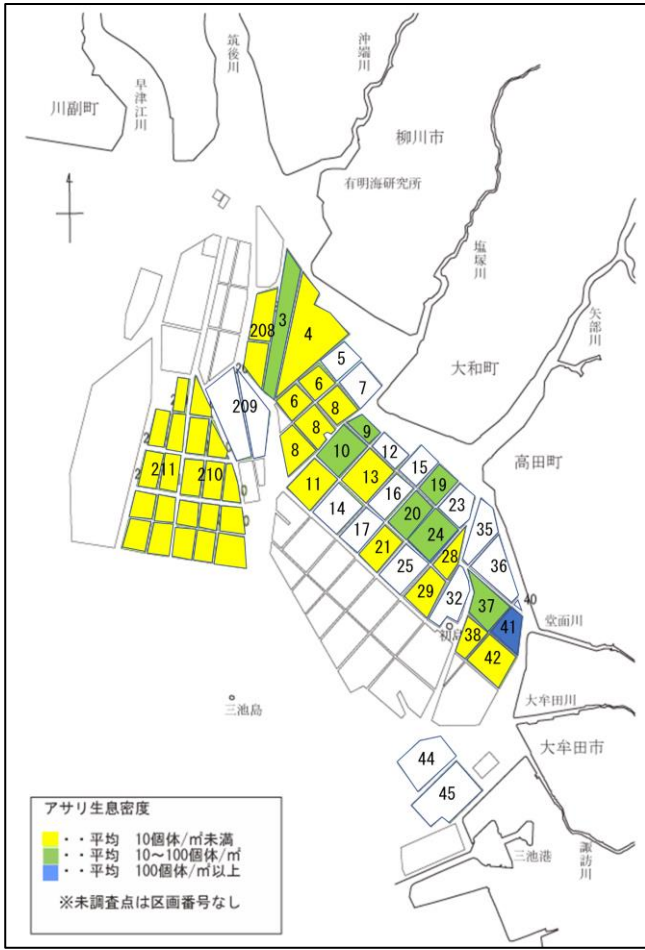 筑後川
沖端川
早津江川
川副町
柳川市
有明海研究所
塩塚川
矢部川
大和町
高田町
208
3
4
5
6
6
7
8
8
8
209
211
210
9
10
11
12
13
14
15
16
17
19
20
21
23
24
25
28
29
32
35
36
37
38
40
41
42
初島
堂面川
大牟田川
大牟田市
三池島
44
45
三池港
諏訪川
アサリ生息密度
・・平均 10個体/㎡未満
・・平均 10~100個体/㎡
・・平均 100個体/㎡以上
※未調査点は区画番号なし